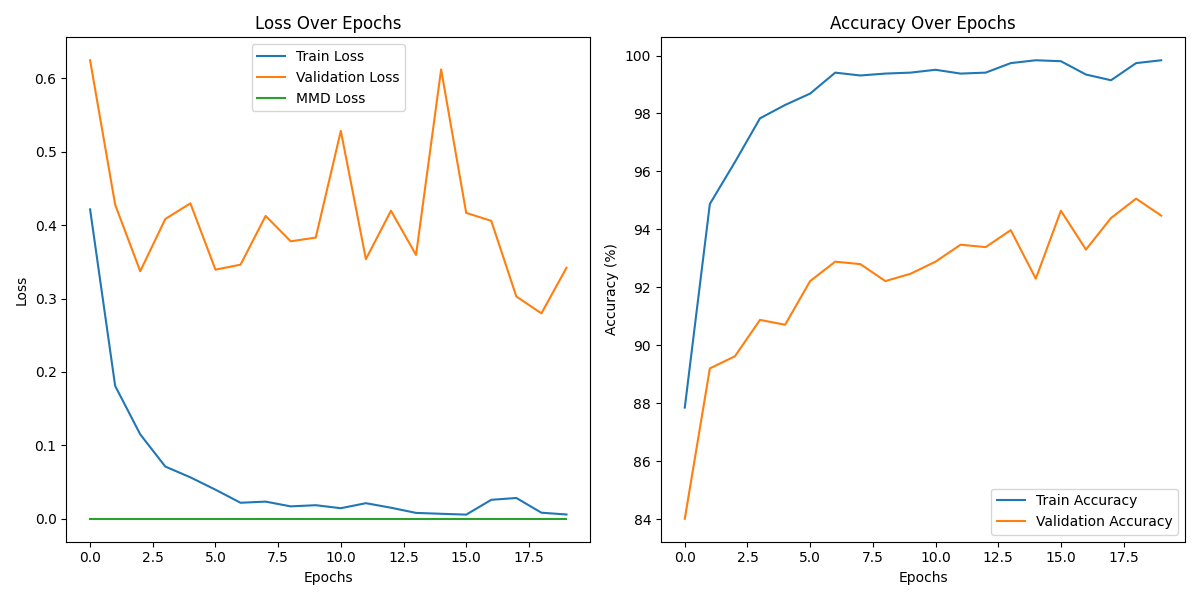 Loss Over Epochs
Train Loss
Validation Loss
MMD Loss
Loss
0.6
0.5
0.4
0.3
0.2
0.1
0.0
0.0 2.5 5.0 7.5 10.0 12.5 15.0 17.5
Epochs
Accuracy Over Epochs
Accuracy (%)
100
98
96
94
92
90
88
86
84
Train Accuracy
Validation Accuracy
0.0 2.5 5.0 7.5 10.0 12.5 15.0 17.5
Epochs